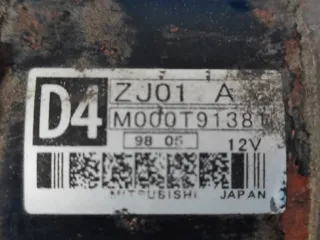 D4
ZJ01 A
M000T91381
98 05 12V
MITSUBISHI JAPAN